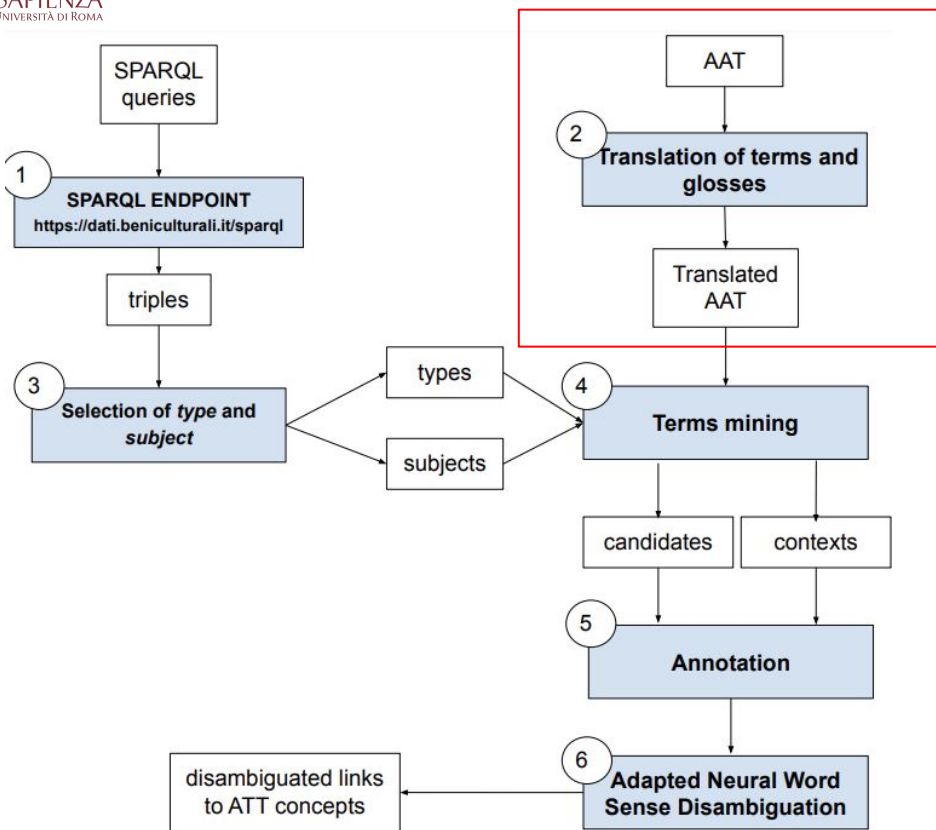 SAPIENZA
UNIVERSITÀ DI ROMA
SPARQL
queries
1
SPARQL ENDPOINT
https://dati.beniculturali.it/sparql
triples
3
Selection of type and
subject
types
subjects
AAT
2
Translation of terms and
glosses
Translated
AAT
4
Terms mining
candidates
contexts
5
Annotation
6
Adapted Neural Word
Sense Disambiguation
disambiguated links
to ATT concepts